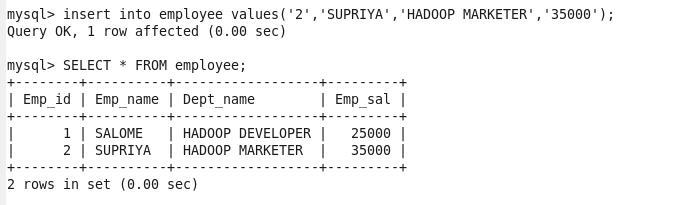 mysql> insert into employee values('2','SUPRIYA','HADOOP MARKETER','35000');
Query OK, 1 row affected (0.00 sec)
mysql> SELECT * FROM employee;
+--------+----------+------------------+---------+
| Emp_id | Emp_name | Dept_name        | Emp_sal |
+--------+----------+------------------+---------+
|      1 | SALOME   | HADOOP DEVELOPER |   25000 |
|      2 | SUPRIYA  | HADOOP MARKETER  |   35000 |
+--------+----------+------------------+---------+
2 rows in set (0.00 sec)